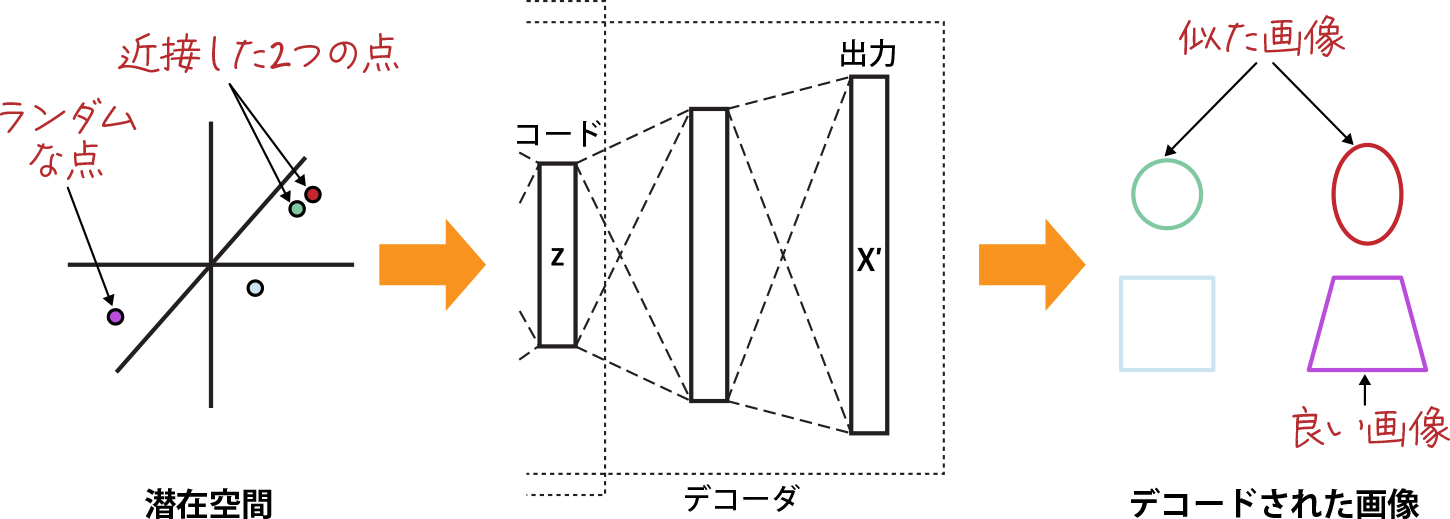 近接した2つの点
ランダム
な点
潜在空間
コード
z
出力
X'
デコーダ
似た画像
良い画像
デコードされた画像